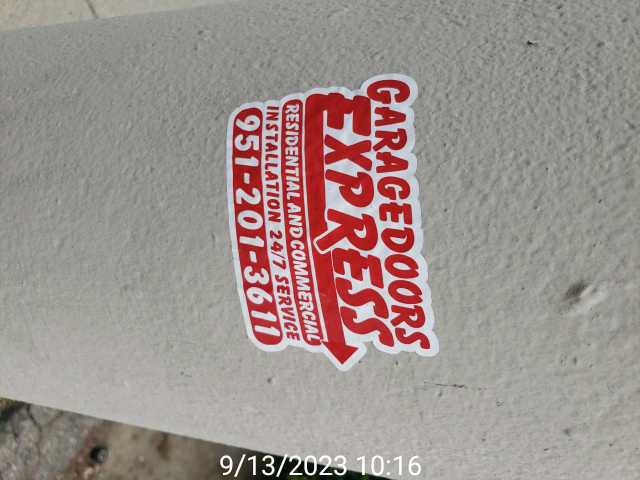 GARAGEDOORS
EXPRESS
RESIDENTIAL AND COMMERCIAL
INSTALLATION 24/7 SERVICE
951-201-3611
9/13/2023 10:16